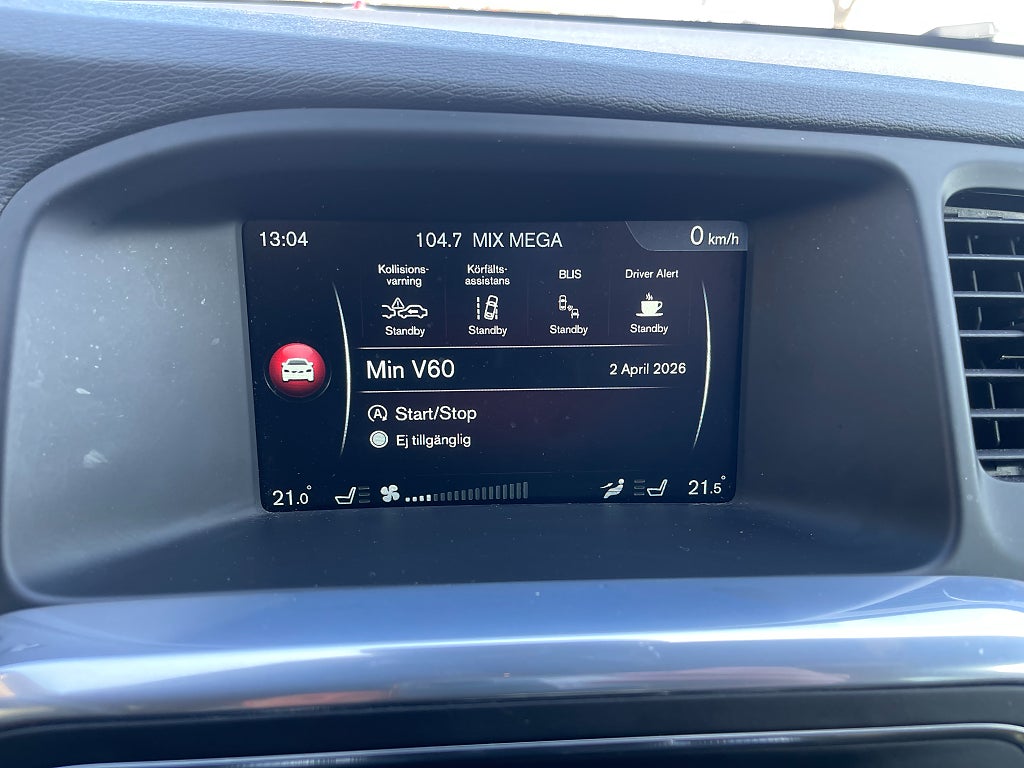 13:04 104.7 MIX MEGA 0 km/h
Kollisions-
varning
Standby
Körfälts-
assistans
Standby
BLIS
Standby
Driver Alert
Standby
Min V60 2 April 2026
Start/Stop
Ej tillgänglig
21.0° 21.5°